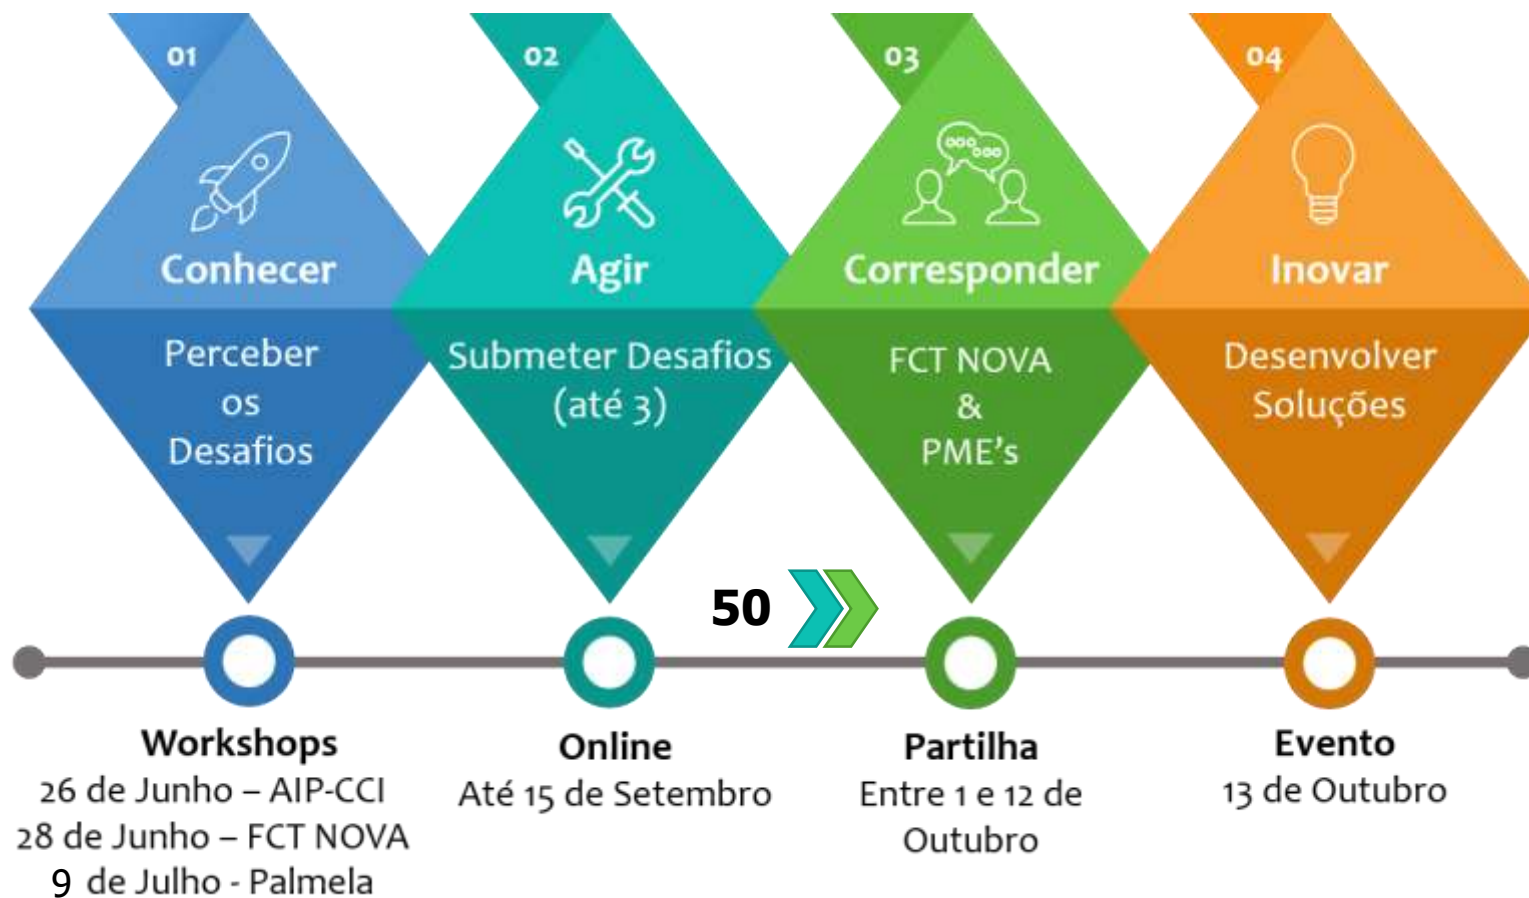 01
Conhecer
Perceber
os
Desafios
02
Agir
Submeter Desafios
(até 3)
03
Corresponder
FCT NOVA
&
PME's
04
Inovar
Desenvolver
Soluções
50
Workshops
26 de Junho – AIP-CCI
28 de Junho – FCT NOVA
9 de Julho - Palmela
Online
Até 15 de Setembro
Partilha
Entre 1 e 12 de
Outubro
Evento
13 de Outubro